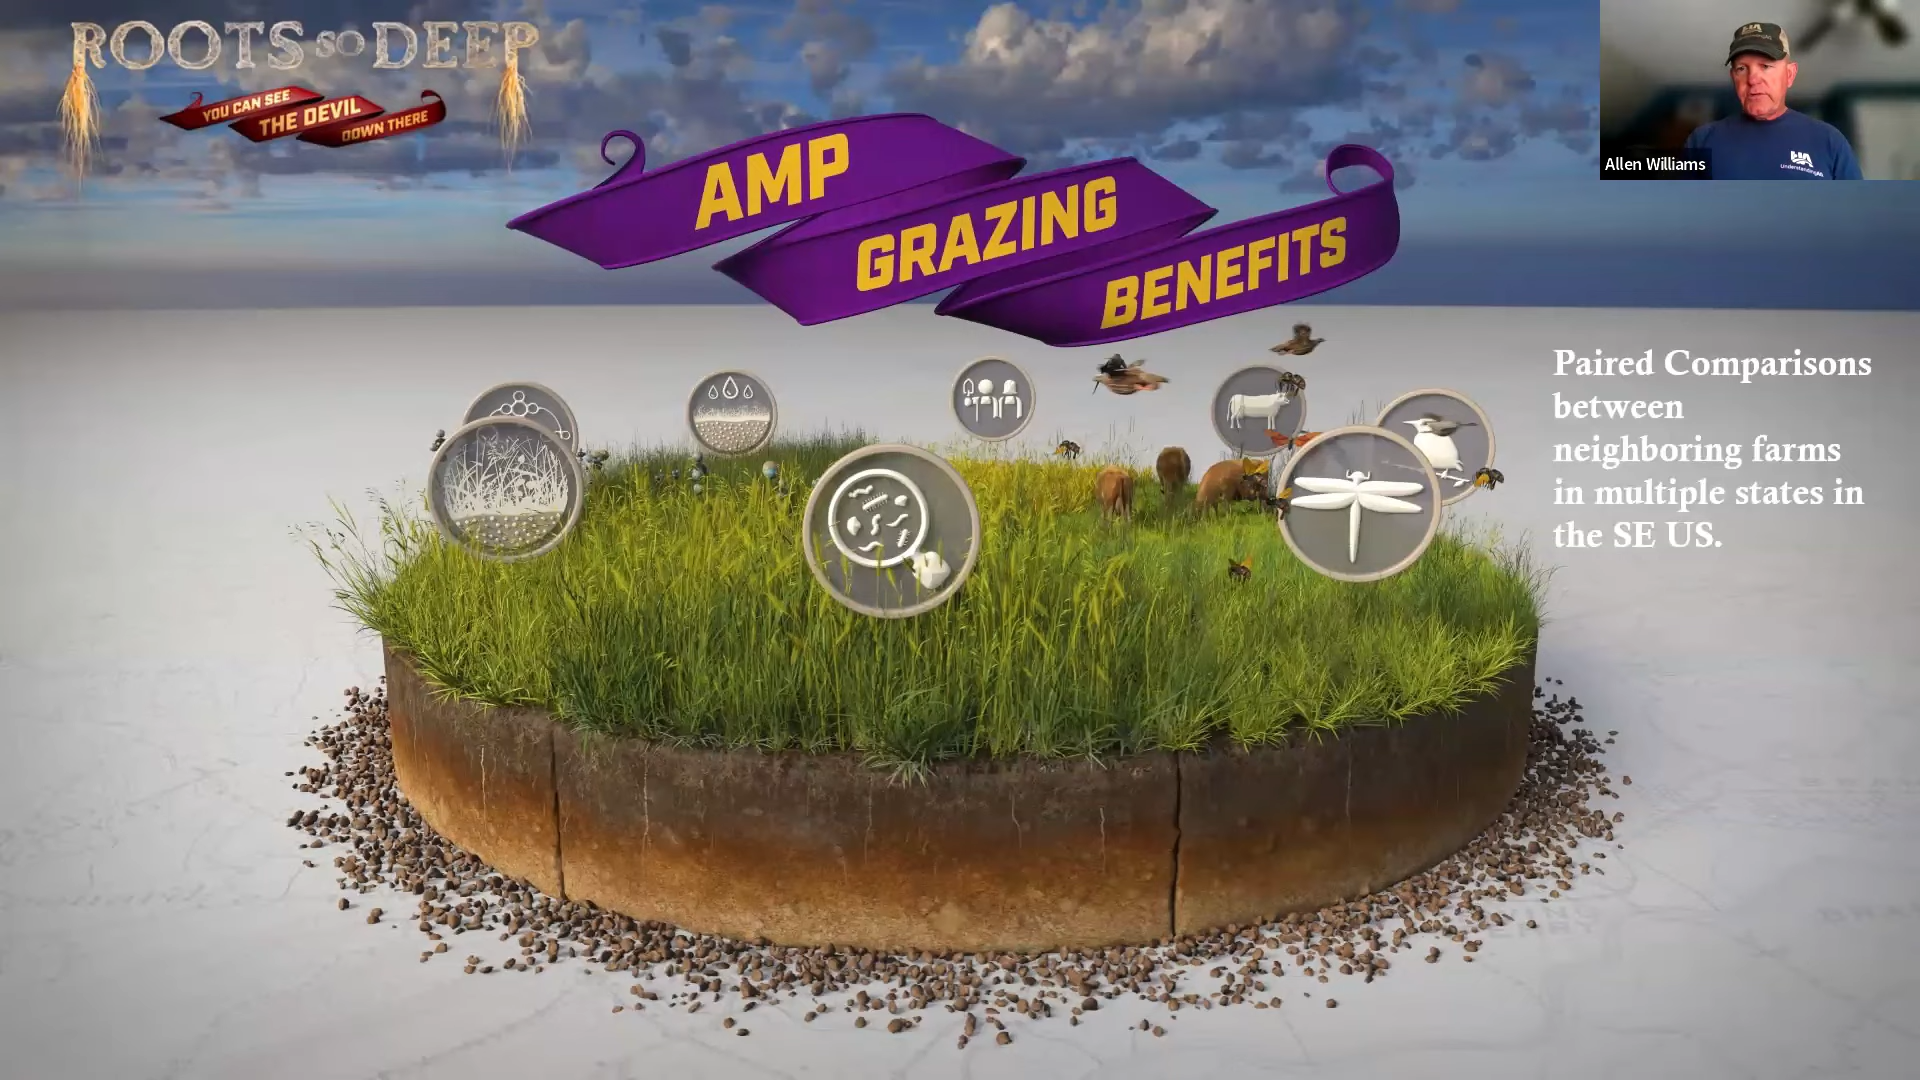 ROOTS SO DEEP
YOU CAN SEE
THE DEVIL
DOWN THERE
AMP
GRAZING
BENEFITS
Allen Williams
Paired Comparisons
between
neighboring farms
in multiple states in
the SE US.